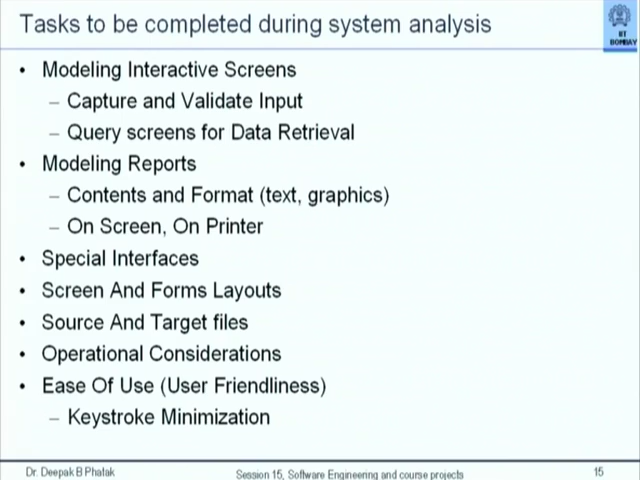 Tasks to be completed during system analysis
IIT
BOMBAY
• Modeling Interactive Screens
– Capture and Validate Input
– Query screens for Data Retrieval
• Modeling Reports
– Contents and Format (text, graphics)
– On Screen, On Printer
• Special Interfaces
• Screen And Forms Layouts
• Source And Target files
• Operational Considerations
• Ease Of Use (User Friendliness)
– Keystroke Minimization
Dr. Deepak B Phatak
Session 15, Software Engineering and course projects
15